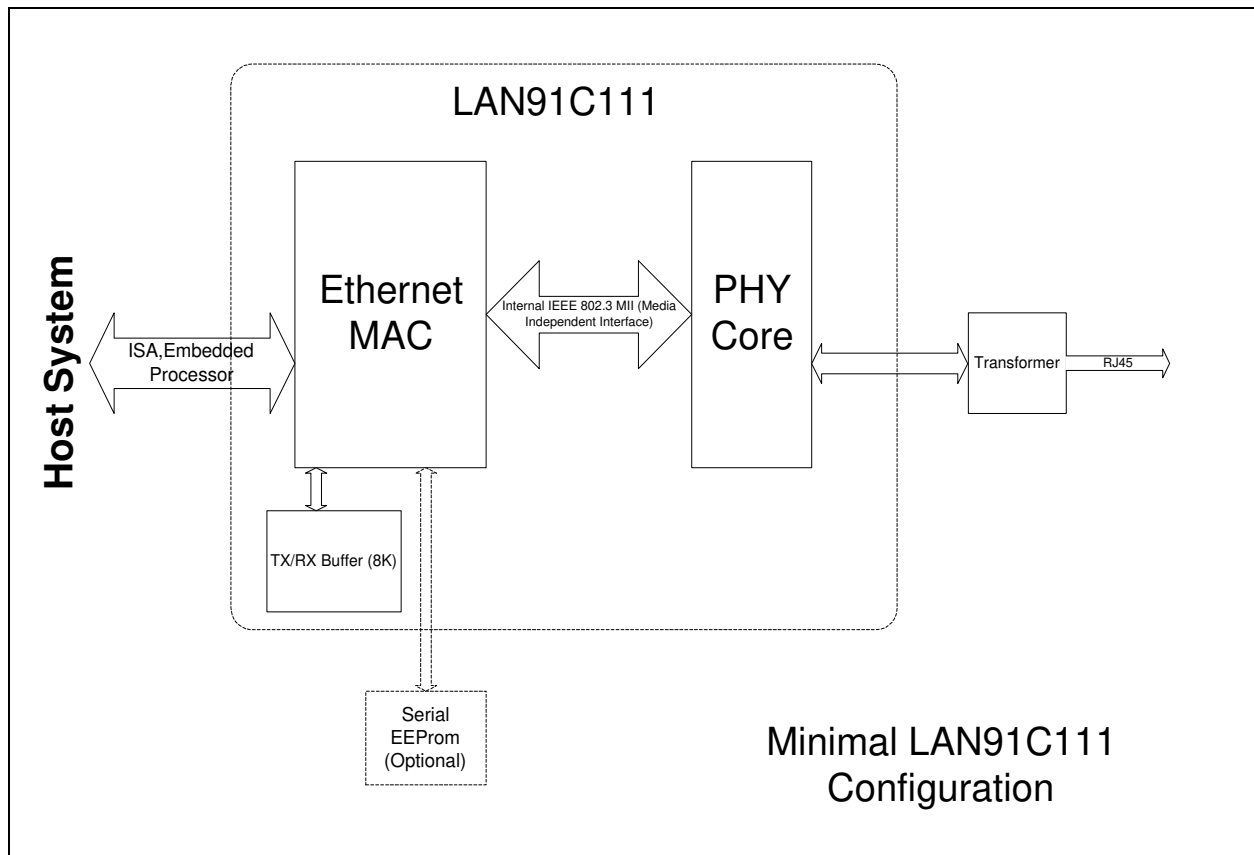 LAN91C111
Host System
ISA,Embedded
Processor
Ethernet
MAC
Internal IEEE 802.3 MII (Media
Independent Interface)
PHY
Core
Transformer
RJ45
TX/RX Buffer (8K)
Serial
EEProm
(Optional)
Minimal LAN91C111
Configuration